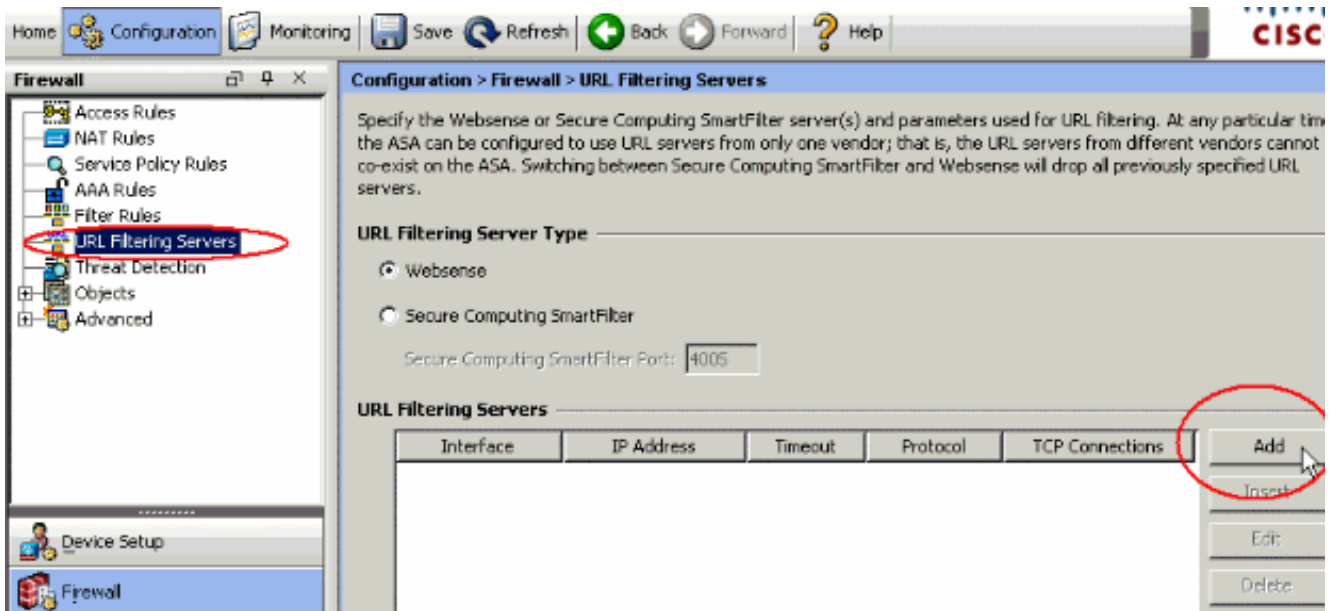 Home Configuration Monitoring Save Refresh Back Forward Help
CISC
Firewall
Access Rules
NAT Rules
Service Policy Rules
AAA Rules
Filter Rules
URL Filtering Servers
Threat Detection
Objects
Advanced
Device Setup
Firewall
Configuration > Firewall > URL Filtering Servers
Specify the Websense or Secure Computing SmartFilter server(s) and parameters used for URL filtering. At any particular time
the ASA can be configured to use URL servers from only one vendor; that is, the URL servers from different vendors cannot
co-exist on the ASA. Switching between Secure Computing SmartFilter and Websense will drop all previously specified URL
servers.
URL Filtering Server Type
Websense
Secure Computing SmartFilter
Secure Computing SmartFilter Port: 4005
URL Filtering Servers
Interface IP Address Timeout Protocol TCP Connections
Add
Insert
Edit
Delete